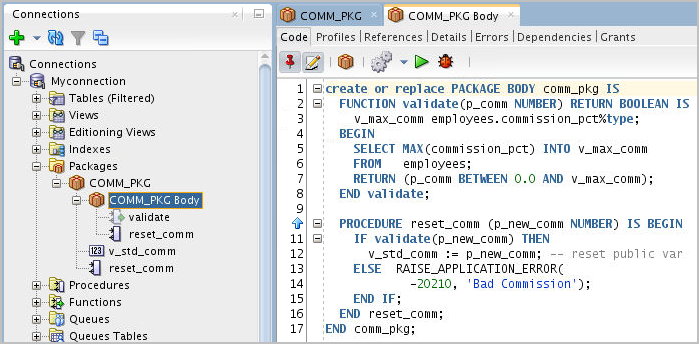 Connections
Connections
Myconnection
Tables (Filtered)
Views
Editioning Views
Indexes
Packages
COMM_PKG
COMM_PKG Body
validate
reset_comm
123 v_std_comm
reset_comm
Procedures
Functions
Queues
Queues Tables
COMM_PKG
COMM_PKG Body
Code Profiles References Details Errors Dependencies Grants
1 create or replace PACKAGE BODY comm_pkg IS
2 FUNCTION validate(p_comm NUMBER) RETURN BOOLEAN IS
3 v_max_comm employees.commission_pct%type;
4 BEGIN
5 SELECT MAX(commission_pct) INTO v_max_comm
6 FROM employees;
7 RETURN (p_comm BETWEEN 0.0 AND v_max_comm);
8 END validate;
9
PROCEDURE reset_comm (p_new_comm NUMBER) IS BEGIN
11 IF validate(p_new_comm) THEN
12 v_std_comm := p_new_comm; -- reset public var
13 ELSE RAISE_APPLICATION_ERROR(
14 -20210, 'Bad Commission');
15 END IF;
16 END reset_comm;
17 END comm_pkg;